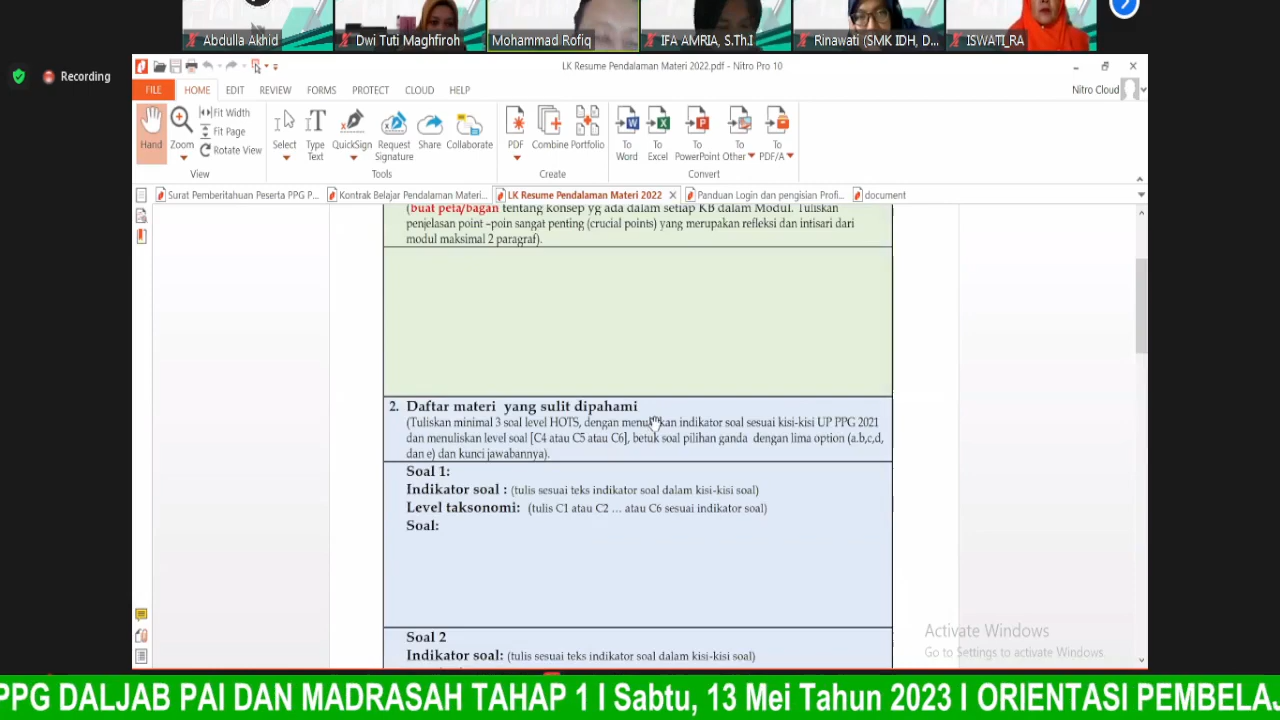 Abdulla Akhid
Dwi Tuti Maghfiroh
Mohammad Rofiq
IFA AMRIA, S.Th.I
Rinawati (SMK IDH, D...
ISWATI_RA
Recording
LK Resume Pendalaman Materi 2022.pdf - Nitro Pro 10
FILE HOME EDIT REVIEW FORMS PROTECT CLOUD HELP
Nitro Cloud
Hand
Zoom
Fit Width
Fit Page
Rotate View
Select
Type Text
QuickSign
Request Signature
Share
Collaborate
PDF
Combine
Portfolio
To Word
To Excel
To PowerPoint
To Other
To PDF/A
View
Tools
Create
Convert
Surat Pemberitahuan Peserta PPG P...
Kontrak Belajar Pendalaman Materi...
LK Resume Pendalaman Materi 2022
Panduan Login dan pengisian Profi...
document
(buat peta/bagan tentang konsep yg ada dalam setiap KB dalam Modul. Tuliskan
penjelasan point –poin sangat penting (crucial points) yang merupakan refleksi dan intisari dari
modul maksimal 2 paragraf).
2. Daftar materi yang sulit dipahami
(Tuliskan minimal 3 soal level HOTS, dengan menuliskan indikator soal sesuai kisi-kisi UP PPG 2021
dan menuliskan level soal [C4 atau C5 atau C6], betuk soal pilihan ganda dengan lima option (a.b,c,d,
dan e) dan kunci jawabannya).
Soal 1:
Indikator soal : (tulis sesuai teks indikator soal dalam kisi-kisi soal)
Level taksonomi: (tulis C1 atau C2 ... atau C6 sesuai indikator soal)
Soal:
Soal 2
Indikator soal: (tulis sesuai teks indikator soal dalam kisi-kisi soal)
Activate Windows
Go to Settings to activate Windows.
PPG DALJAB PAI DAN MADRASAH TAHAP 1 I Sabtu, 13 Mei Tahun 2023 I ORIENTASI PEMBELAJ